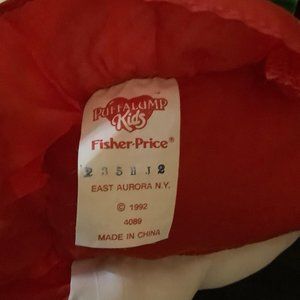 PUFFALUMP
Kids
Fisher-Price®
EAST AURORA N.Y.
© 1992
4089
MADE IN CHINA